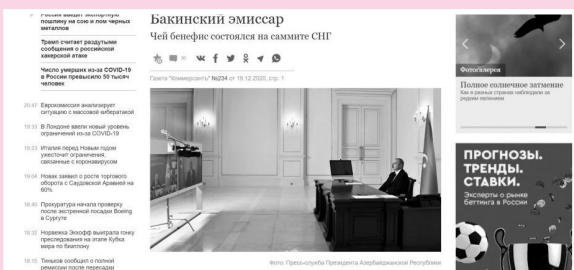 России введет экспортную
пошлину на сою и лом черных
металлов
Трамп считает раздутыми
сообщения о российской
хакерской атаке
Число умерших из-за COVID-19
в России превысило 50 тысяч
человек
20:47 Еврокомиссия анализирует
ситуацию с массовой кибератакой
19:33 В Лондоне ввели новый уровень
ограничений из-за COVID-19
19:23 Италия перед Новым годом
ужесточит ограничения,
связанные с коронавирусом
19:04 Новак заявил о росте торгового
оборота с Саудовской Аравией на
60%
18:40 Прокуратура начала проверку
после экстренной посадки Boeing
в Сургуте
18:32 Норвежка Экхофф выиграла гонку
преследования на этапе Кубка
мира по биатлону
18:15 Тиньков сообщил о полной
ремиссии после пересадки
Бакинский эмиссар
Чей бенефис состоялся на саммите СНГ
Газета "Коммерсантъ" №234 от 19.12.2020, стр. 1
Фото: Пресс-служба Президента Азербайджанской Республики
Фотогалерея
Полное солнечное затмение
Как в разных странах наблюдали за
редким явлением
ПРОГНОЗЫ.
ТРЕНДЫ.
СТАВКИ.
Эксперты о рынке
беттинга в России